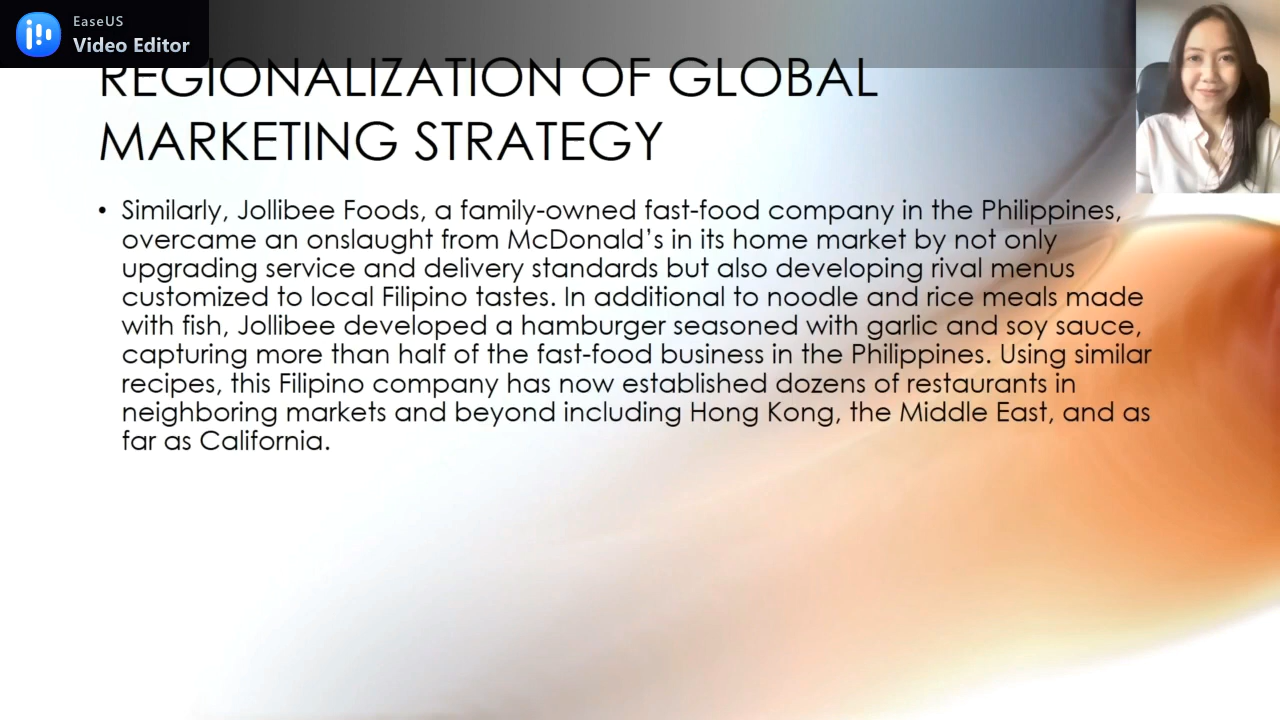 EaseUS
Video Editor
REGIONALIZATION OF GLOBAL
MARKETING STRATEGY
• Similarly, Jollibee Foods, a family-owned fast-food company in the Philippines,
overcame an onslaught from McDonald's in its home market by not only
upgrading service and delivery standards but also developing rival menus
customized to local Filipino tastes. In additional to noodle and rice meals made
with fish, Jollibee developed a hamburger seasoned with garlic and soy sauce,
capturing more than half of the fast-food business in the Philippines. Using similar
recipes, this Filipino company has now established dozens of restaurants in
neighboring markets and beyond including Hong Kong, the Middle East, and as
far as California.